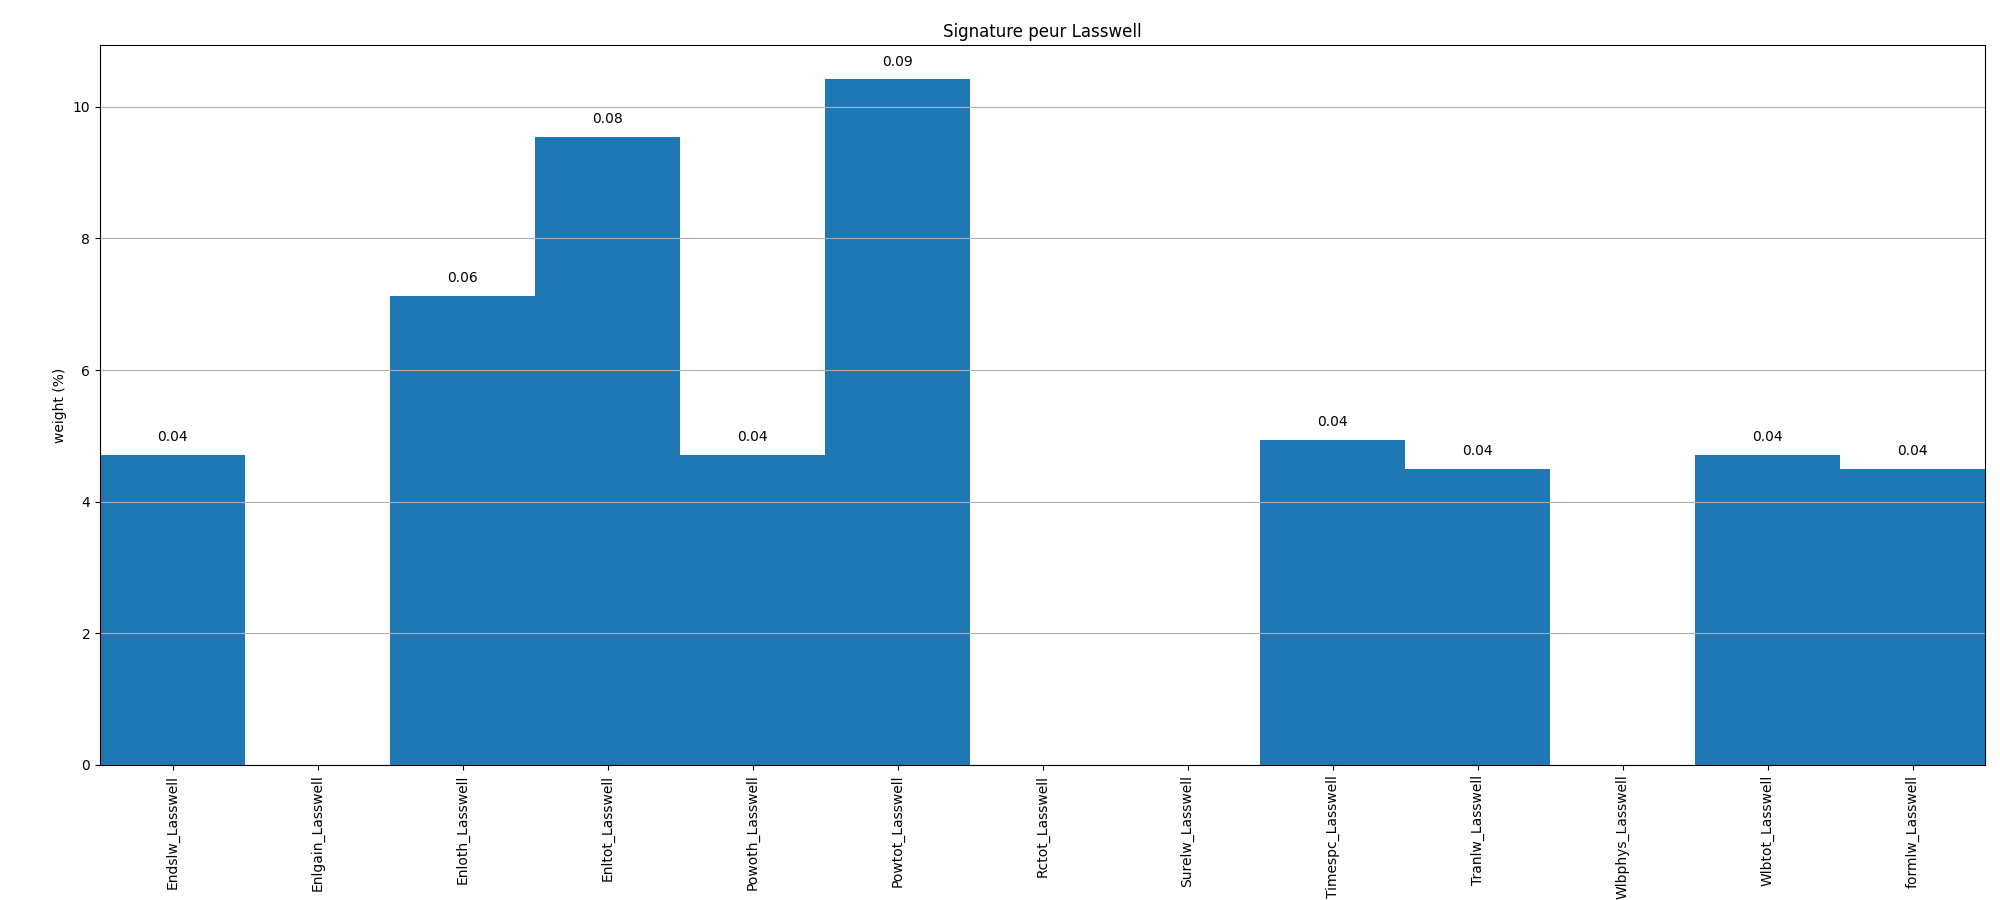 Signature peur Lasswell
weight (%)
10
8
6
4
2
0
0.04
0.06
0.08
0.04
0.09
0.04
0.04
0.04
0.04
Endslw_Lasswell
Enlgain_Lasswell
Enloth_Lasswell
Enltot_Lasswell
Powoth_Lasswell
Powtot_Lasswell
Rctot_Lasswell
Surelw_Lasswell
Timespc_Lasswell
Tranlw_Lasswell
Wlbphys_Lasswell
Wlbtot_Lasswell
formlw_Lasswell